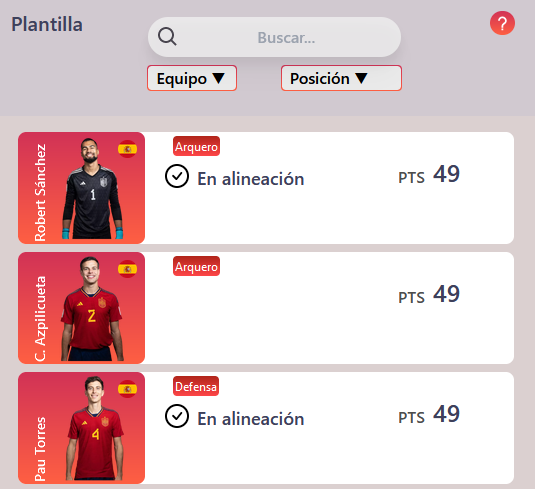 Plantilla
?
Buscar...
Equipo ▼
Posición ▼
Robert Sánchez
1
Arquero
En alineación
PTS 49
C. Azpilicueta
2
Arquero
PTS 49
Pau Torres
4
Defensa
En alineación
PTS 49